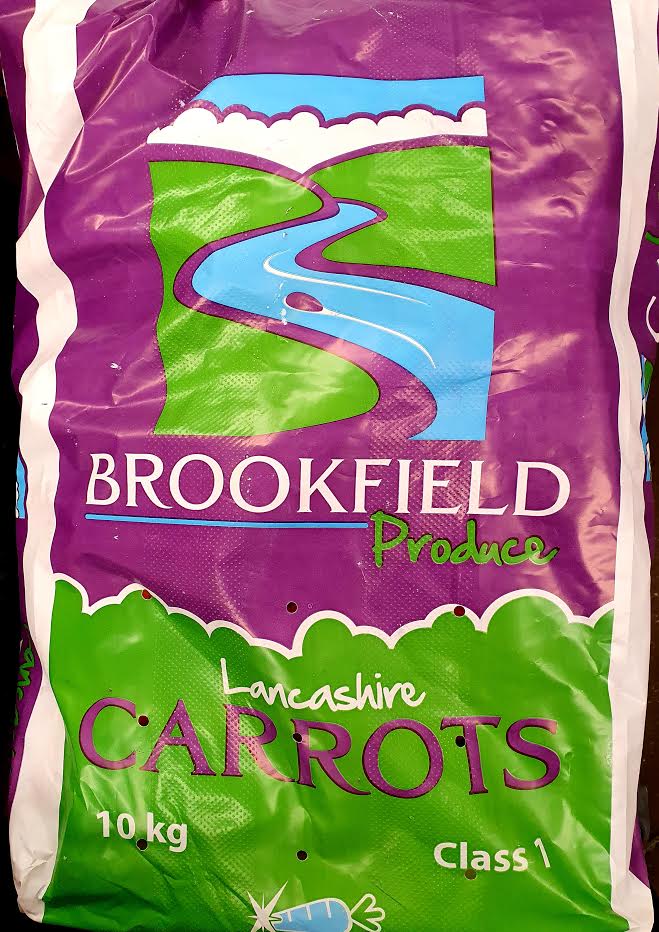 BROOKFIELD
Produce
Lancashire
CARROTS
10 kg
Class 1